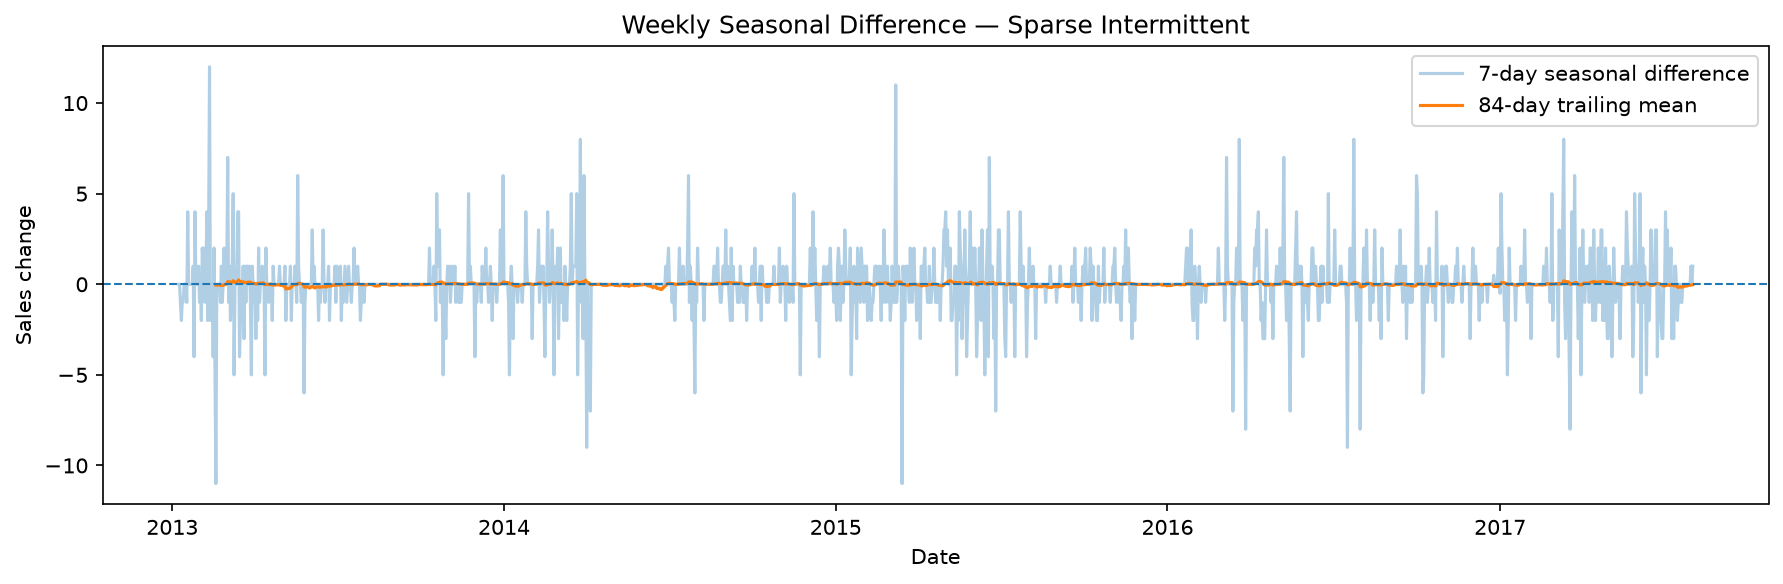 Weekly Seasonal Difference — Sparse Intermittent
7-day seasonal difference
84-day trailing mean
Sales change
10
5
0
−5
−10
2013 2014 2015 2016 2017
Date